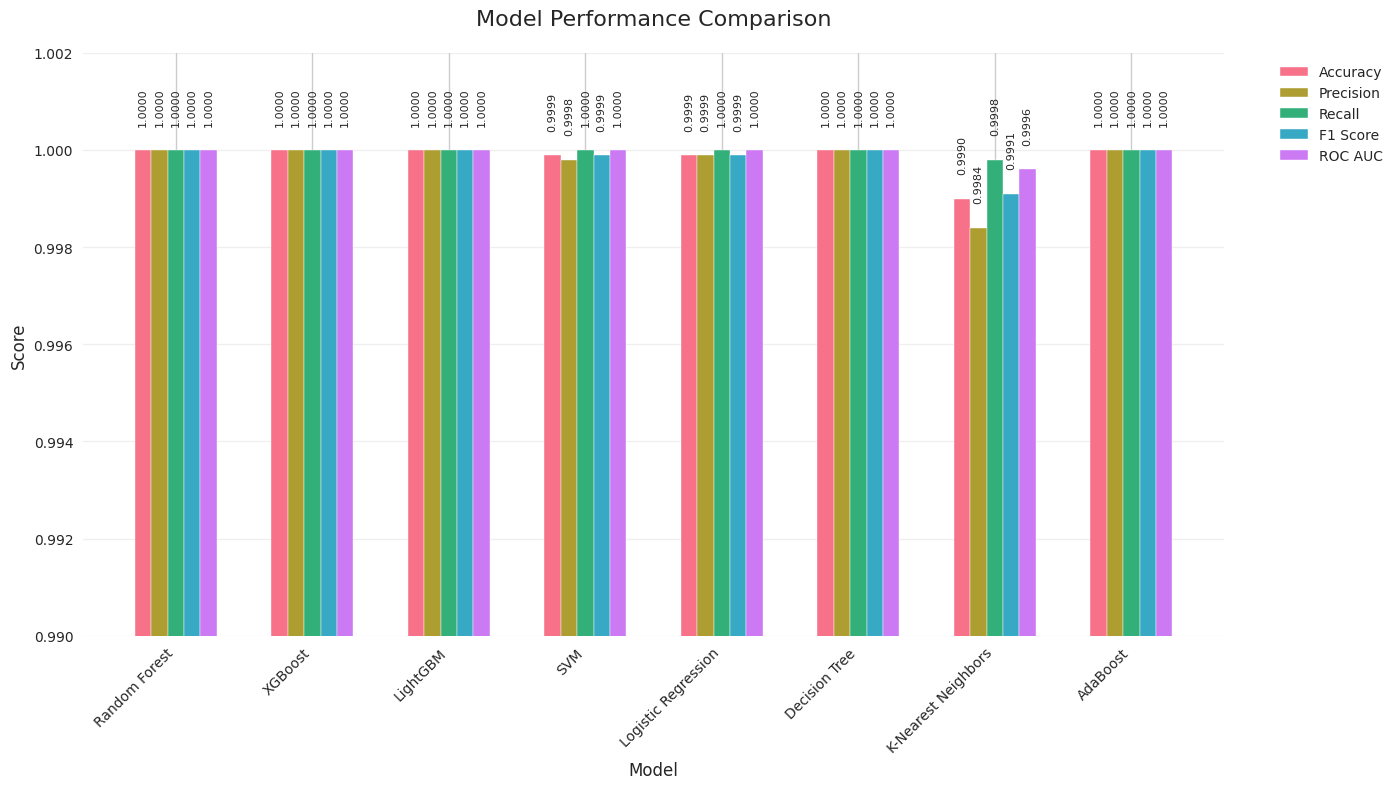 Model Performance Comparison
1.002
1.000
0.998
0.996
0.994
0.992
0.990
Score
1.0000 1.0000 1.0000 1.0000 1.0000
1.0000 1.0000 1.0000 1.0000 1.0000
1.0000 1.0000 1.0000 1.0000 1.0000
0.9999 0.9998 1.0000 0.9999 1.0000
0.9999 0.9999 1.0000 0.9999 1.0000
1.0000 1.0000 1.0000 1.0000 1.0000
0.9990 0.9984 0.9998 0.9991 0.9996
1.0000 1.0000 1.0000 1.0000 1.0000
Random Forest
XGBoost
LightGBM
SVM
Logistic Regression
Decision Tree
K-Nearest Neighbors
AdaBoost
Model
Accuracy
Precision
Recall
F1 Score
ROC AUC